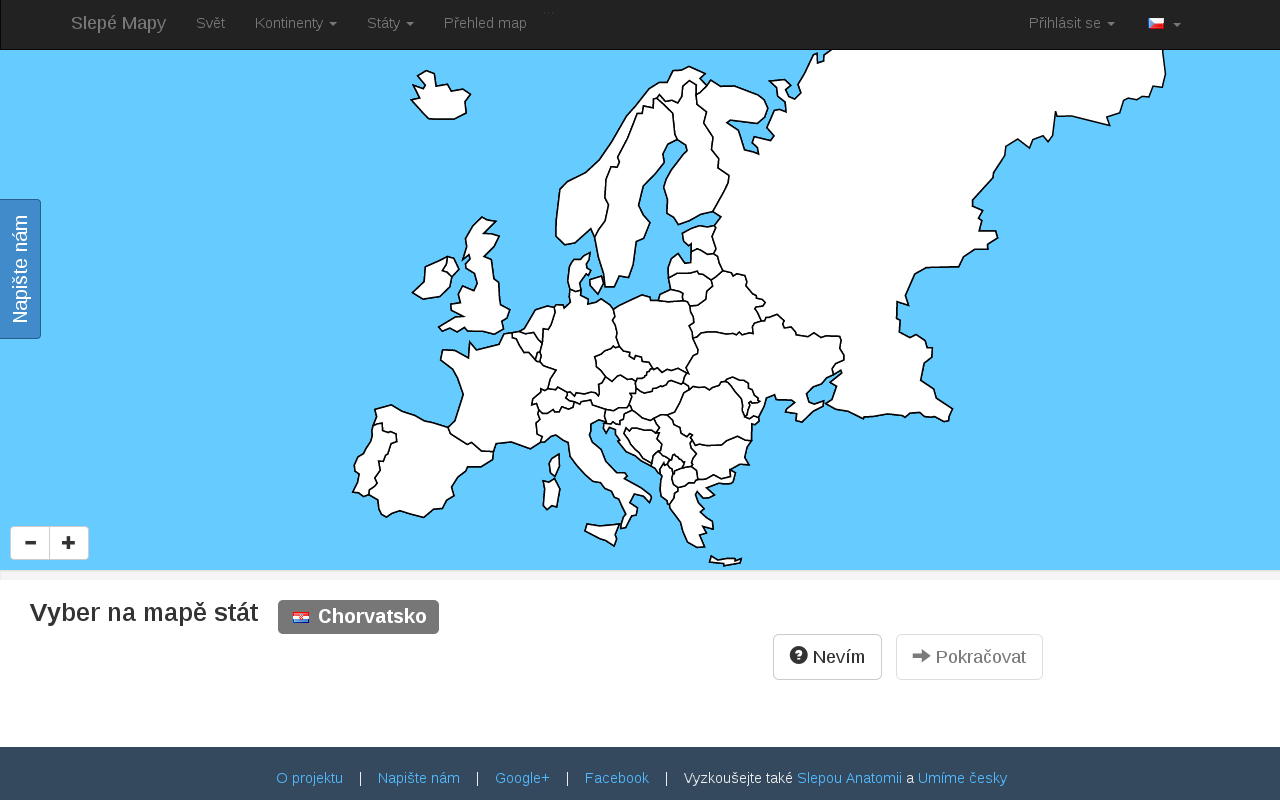 Slepé Mapy Svět Kontinenty Státy Přehled map ... Přihlásit se
Napište nám
Vyber na mapě stát Chorvatsko
Nevím Pokračovat
O projektu | Napište nám | Google+ | Facebook | Vyzkoušejte také Slepou Anatomii a Umíme česky